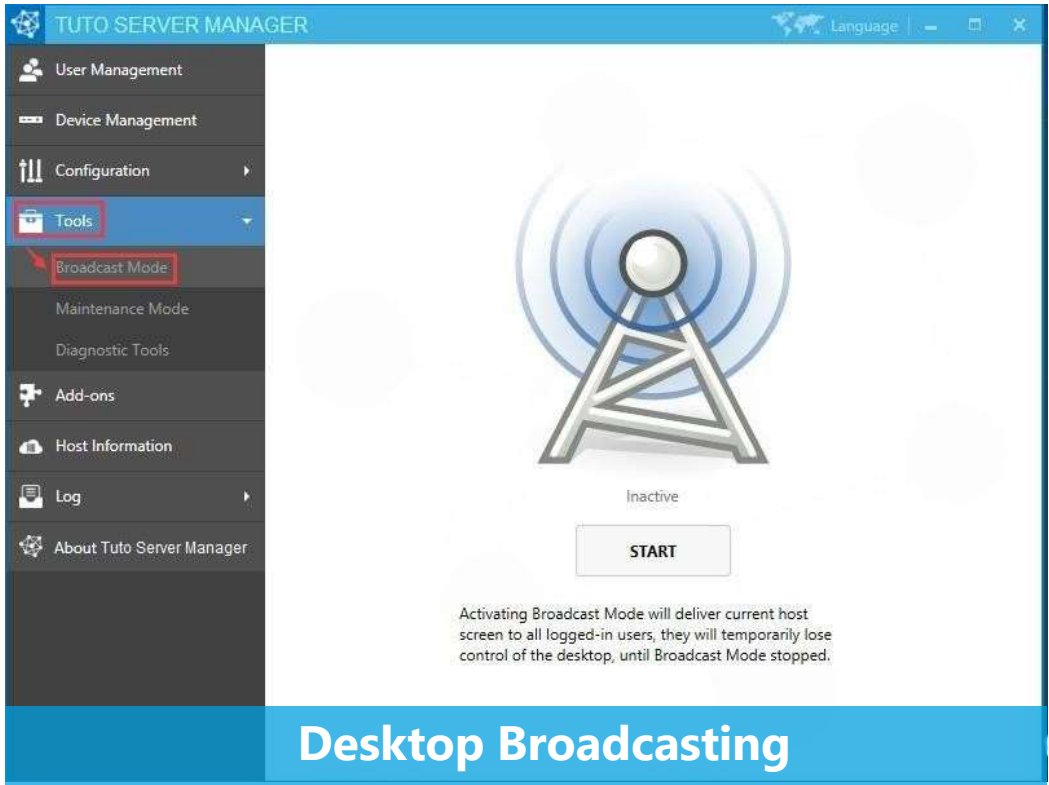 TUTO SERVER MANAGER
Language
User Management
Device Management
Configuration
Tools
Broadcast Mode
Maintenance Mode
Diagnostic Tools
Add-ons
Host Information
Log
About Tuto Server Manager
Inactive
START
Activating Broadcast Mode will deliver current host
screen to all logged-in users, they will temporarily lose
control of the desktop, until Broadcast Mode stopped.
Desktop Broadcasting